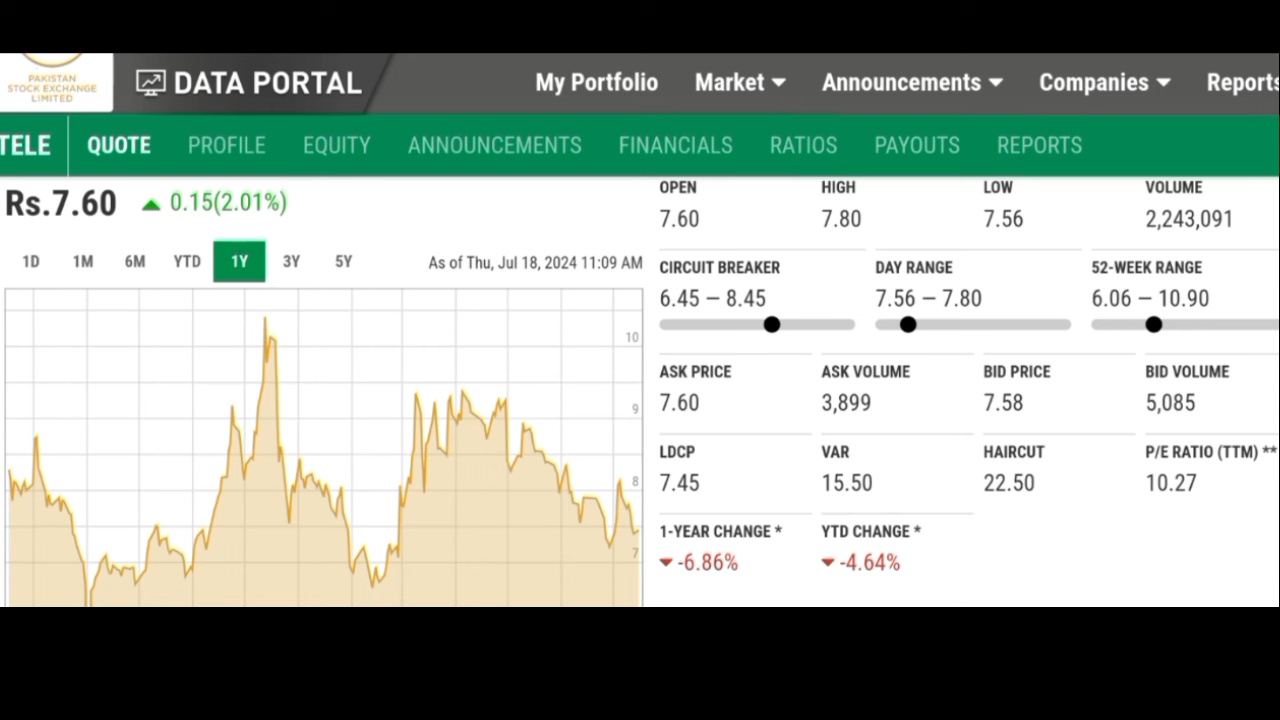 PAKISTAN
STOCK EXCHANGE
LIMITED
DATA PORTAL
My Portfolio Market Announcements Companies Reports
TELE QUOTE PROFILE EQUITY ANNOUNCEMENTS FINANCIALS RATIOS PAYOUTS REPORTS
Rs.7.60 0.15(2.01%)
1D 1M 6M YTD 1Y 3Y 5Y As of Thu, Jul 18, 2024 11:09 AM
10
9
8
7
OPEN HIGH LOW VOLUME
7.60 7.80 7.56 2,243,091
CIRCUIT BREAKER DAY RANGE 52-WEEK RANGE
6.45 — 8.45 7.56 — 7.80 6.06 — 10.90
ASK PRICE ASK VOLUME BID PRICE BID VOLUME
7.60 3,899 7.58 5,085
LDCP VAR HAIRCUT P/E RATIO (TTM) **
7.45 15.50 22.50 10.27
1-YEAR CHANGE * YTD CHANGE *
-6.86% -4.64%